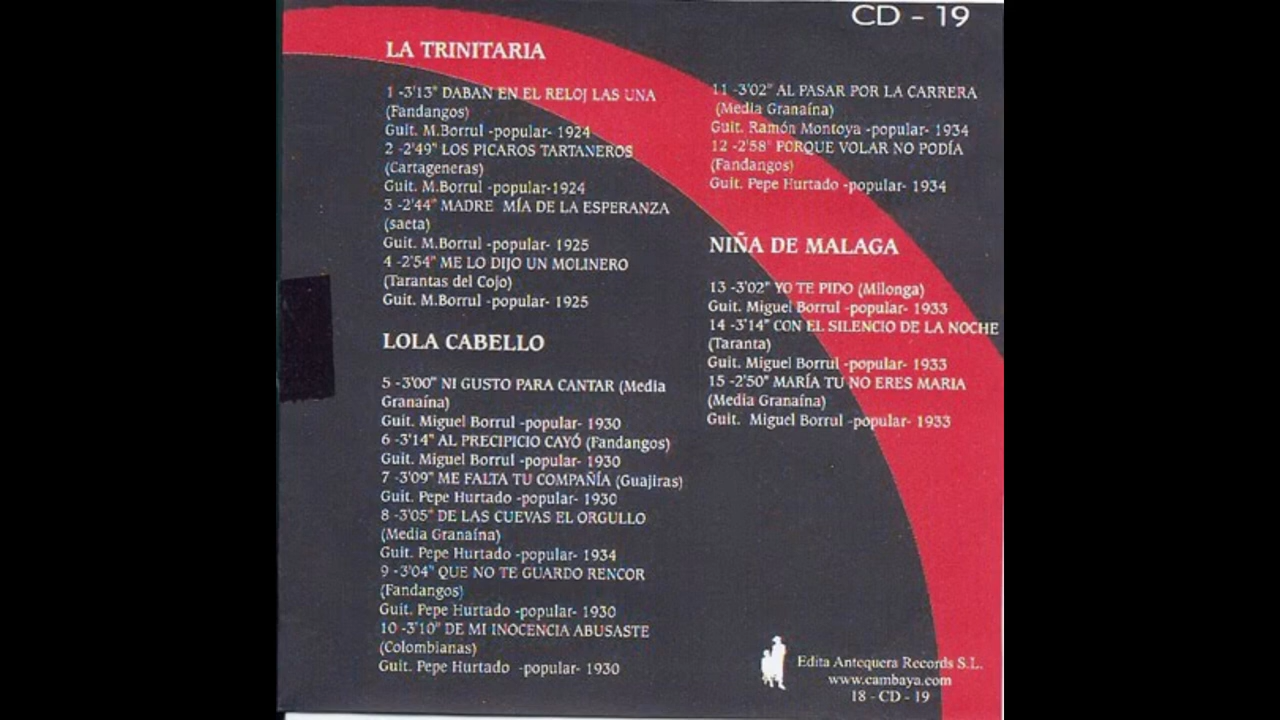 CD - 19
LA TRINITARIA
1 -3'13" DABAN EN EL RELOJ LAS UNA
(Fandangos)
Guit. M.Borrul -popular- 1924
2 -2'49" LOS PICAROS TARTANEROS
(Cartageneras)
Guit. M.Borrul -popular-1924
3 -2'44" MADRE MÍA DE LA ESPERANZA
(saeta)
Guit. M.Borrul -popular- 1925
4 -2'54" ME LO DIJO UN MOLINERO
(Tarantas del Cojo)
Guit. M.Borrul -popular- 1925
LOLA CABELLO
5 -3'00" NI GUSTO PARA CANTAR (Media
Granaína)
Guit. Miguel Borrul -popular- 1930
6 -3'14" AL PRECIPICIO CAYÓ (Fandangos)
Guit. Miguel Borrul -popular- 1930
7 -3'09" ME FALTA TU COMPAÑÍA (Guajiras)
Guit. Pepe Hurtado -popular- 1930
8 -3'05" DE LAS CUEVAS EL ORGULLO
(Media Granaína)
Guit. Pepe Hurtado -popular- 1934
9 -3'04" QUE NO TE GUARDO RENCOR
(Fandangos)
Guit. Pepe Hurtado -popular- 1930
10 -3'10" DE MI INOCENCIA ABUSASTE
(Colombianas)
Guit. Pepe Hurtado -popular- 1930
11 -3'02" AL PASAR POR LA CARRERA
(Media Granaína)
Guit. Ramón Montoya -popular- 1934
12 -2'58" PORQUE VOLAR NO PODÍA
(Fandangos)
Guit. Pepe Hurtado -popular- 1934
NIÑA DE MALAGA
13 -3'02" YO TE PIDO (Milonga)
Guit. Miguel Borrul -popular- 1933
14 -3'14" CON EL SILENCIO DE LA NOCHE
(Taranta)
Guit. Miguel Borrul -popular- 1933
15 -2'50" MARÍA TU NO ERES MARIA
(Media Granaína)
Guit. Miguel Borrul -popular- 1933
Edita Antequera Records S.L.
www.cambaya.com
18 - CD - 19